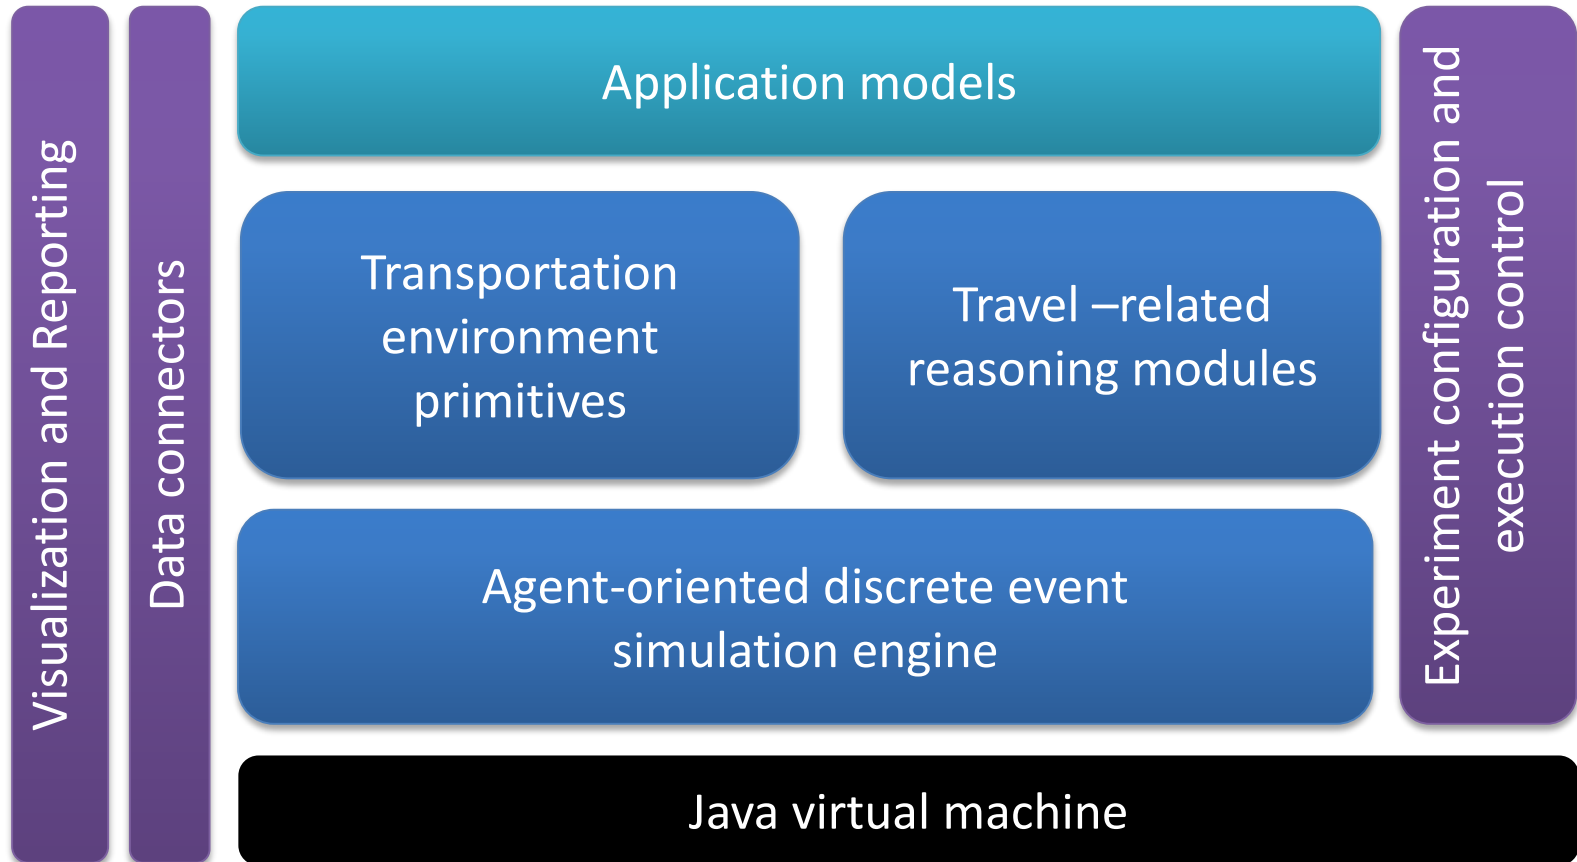 Visualization and Reporting
Data connectors
Application models
Transportation
environment
primitives
Travel –related
reasoning modules
Agent-oriented discrete event
simulation engine
Java virtual machine
Experiment configuration and
execution control